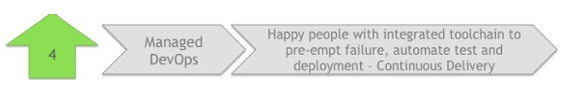 4
Managed
DevOps
Happy people with integrated toolchain to
pre-empt failure, automate test and
deployment – Continuous Delivery